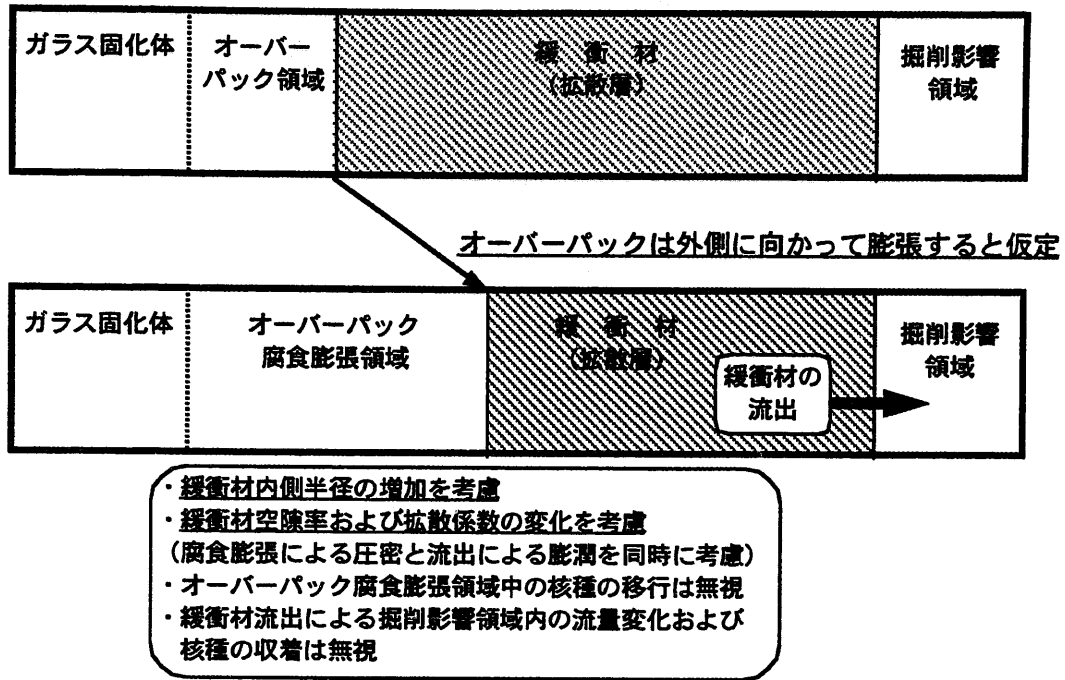 ガラス固化体
オーバー
パック領域
緩 衝 材
(拡散層)
掘削影響
領域
オーバーパックは外側に向かって膨張すると仮定
ガラス固化体
オーバーパック
腐食膨張領域
緩 衝 材
(拡散層)
緩衝材の
流出
掘削影響
領域
・緩衝材内側半径の増加を考慮
・緩衝材空隙率および拡散係数の変化を考慮
(腐食膨張による圧密と流出による膨潤を同時に考慮)
・オーバーパック腐食膨張領域中の核種の移行は無視
・緩衝材流出による掘削影響領域内の流量変化および
核種の収着は無視